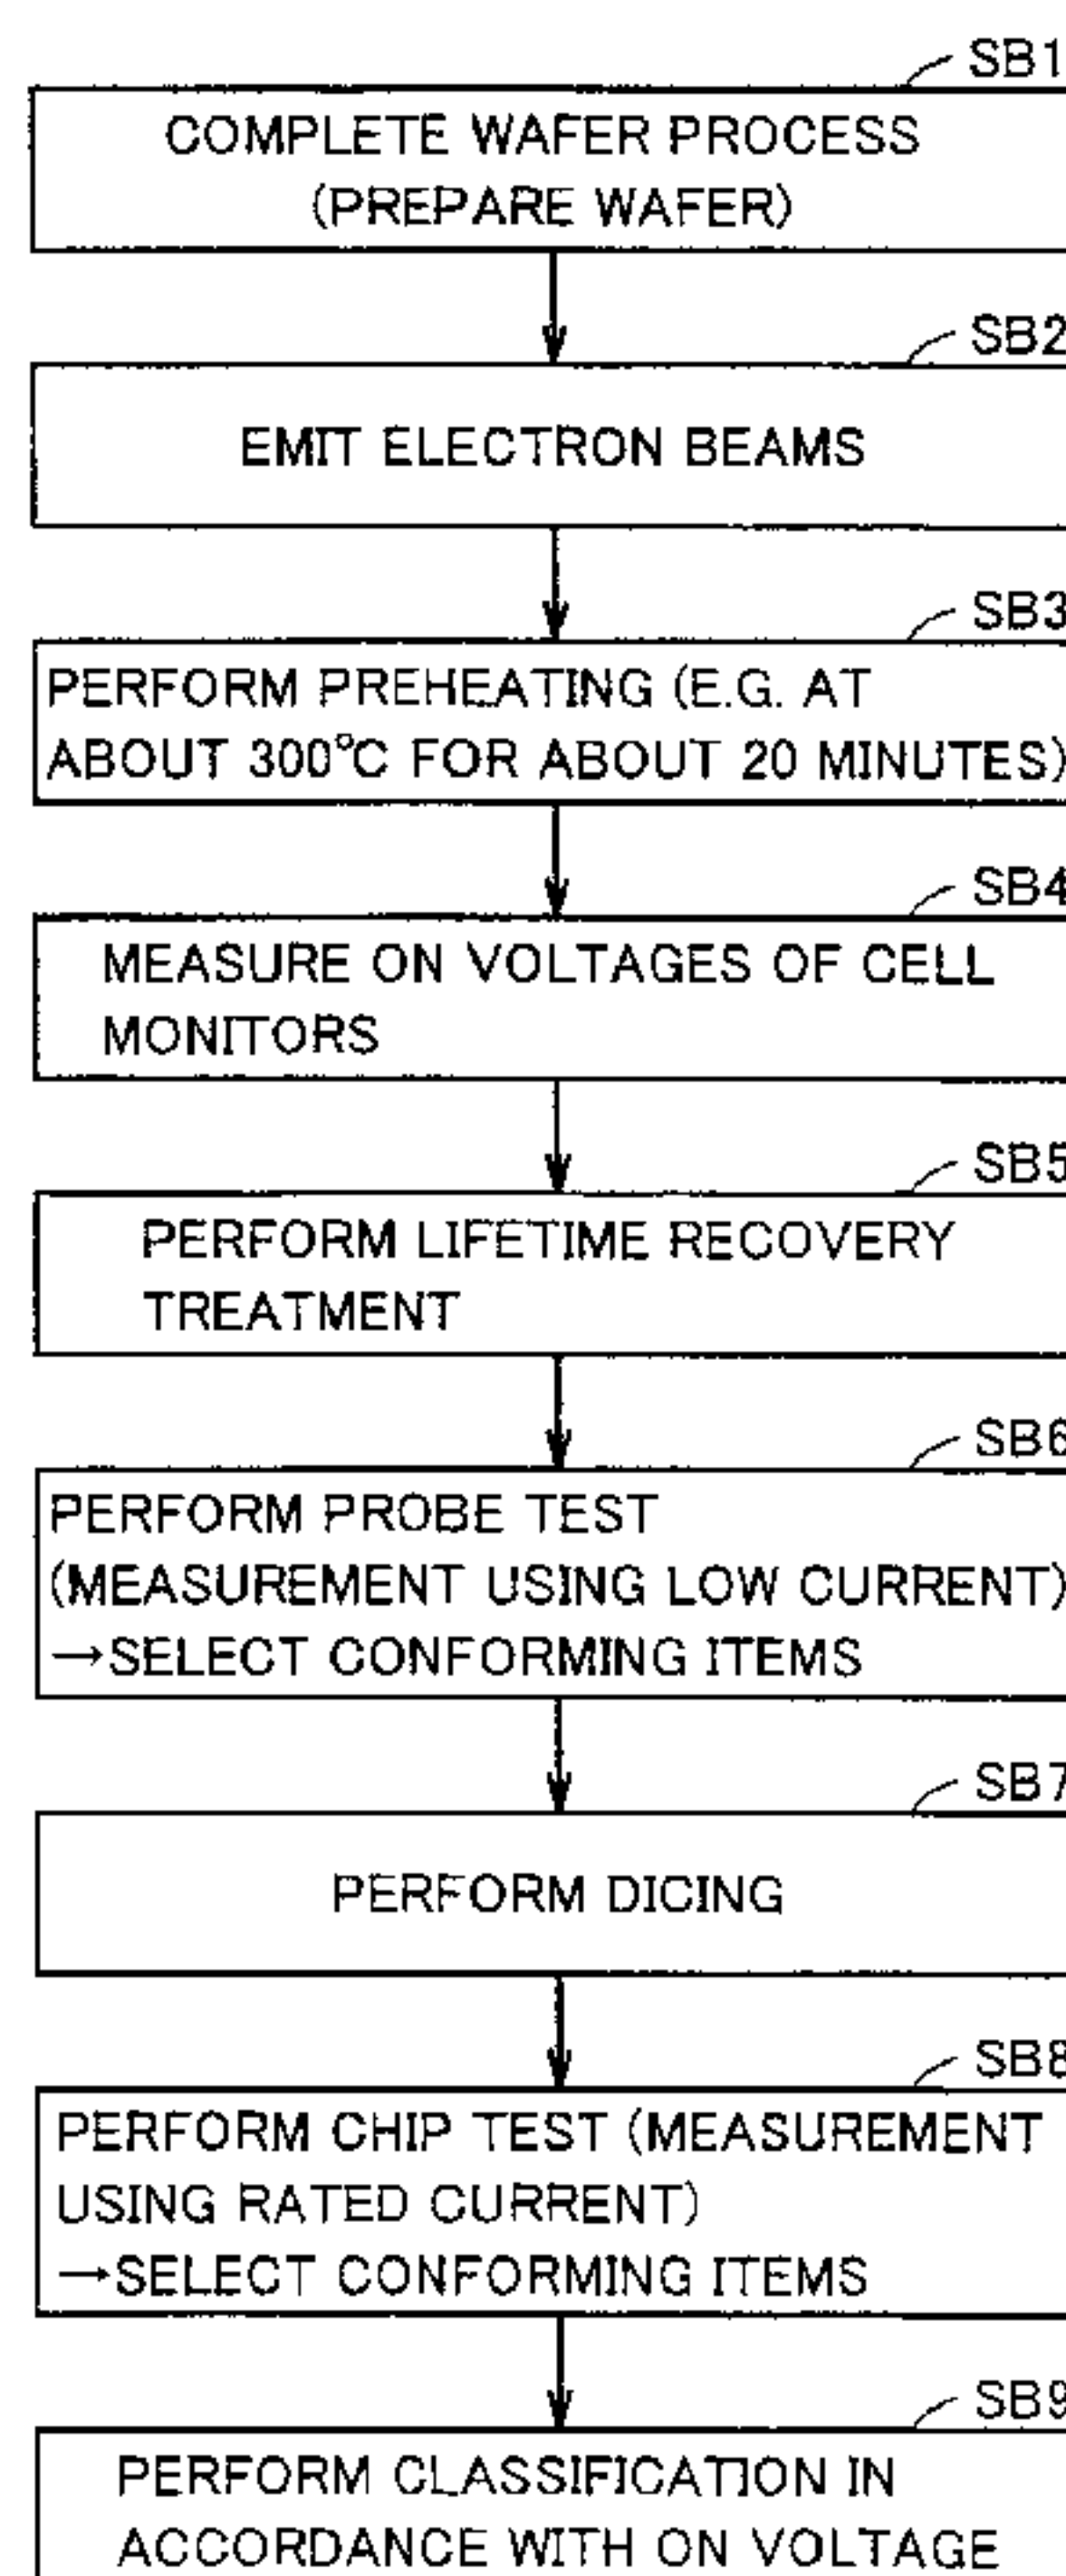 SB1
COMPLETE WAFER PROCESS
(PREPARE WAFER)
SB2
EMIT ELECTRON BEAMS
SB3
PERFORM PREHEATING (E.G. AT
ABOUT 300°C FOR ABOUT 20 MINUTES)
SB4
MEASURE ON VOLTAGES OF CELL
MONITORS
SB5
PERFORM LIFETIME RECOVERY
TREATMENT
SB6
PERFORM PROBE TEST
(MEASUREMENT USING LOW CURRENT)
→SELECT CONFORMING ITEMS
SB7
PERFORM DICING
SB8
PERFORM CHIP TEST (MEASUREMENT
USING RATED CURRENT)
→SELECT CONFORMING ITEMS
SB9
PERFORM CLASSIFICATION IN
ACCORDANCE WITH ON VOLTAGE